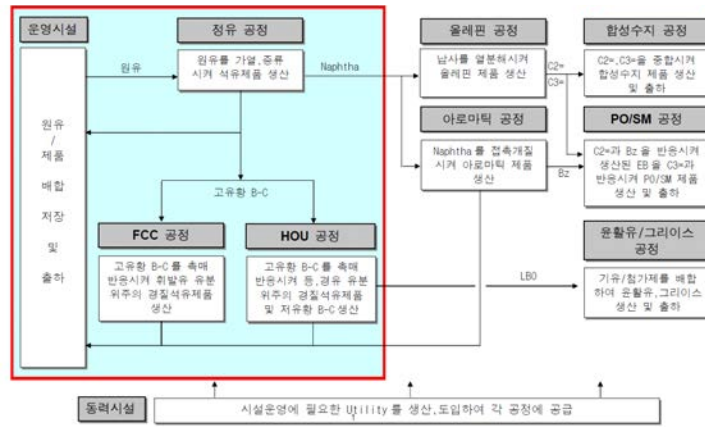 운영시설
정유 공정
올레핀 공정
합성수지 공정
원유
원유를 가열,증류
시켜 석유제품 생산
Naphtha
납사를 열분해시켜
올레핀 제품 생산
C2=
C3=
C2=,C3=을 중합시켜
합성수지 제품 생산
및 출하
아로마틱 공정
PO/SM 공정
원유
/
제품
배합
저장
및
출하
Naphtha를 접촉개질
시켜 아로마틱 제품
생산
Bz
C2=과 Bz을 반응시켜
생산된 EB을 C3=과
반응시켜 PO/SM 제품
생산 및 출하
고유황 B-C
FCC 공정
HOU 공정
윤활유/그리이스
공정
고유황 B-C를 촉매
반응시켜 휘발유 유분
위주의 경질석유제품
생산
고유황 B-C를 촉매
반응시켜 등,경유 유분
위주의 경질석유제품
및 저유황 B-C생산
LBO
기유/첨가제를 배합
하여 윤활유,그리이스
생산 및 출하
동력시설
시설운영에 필요한 Utility를 생산,도입하여 각 공정에 공급